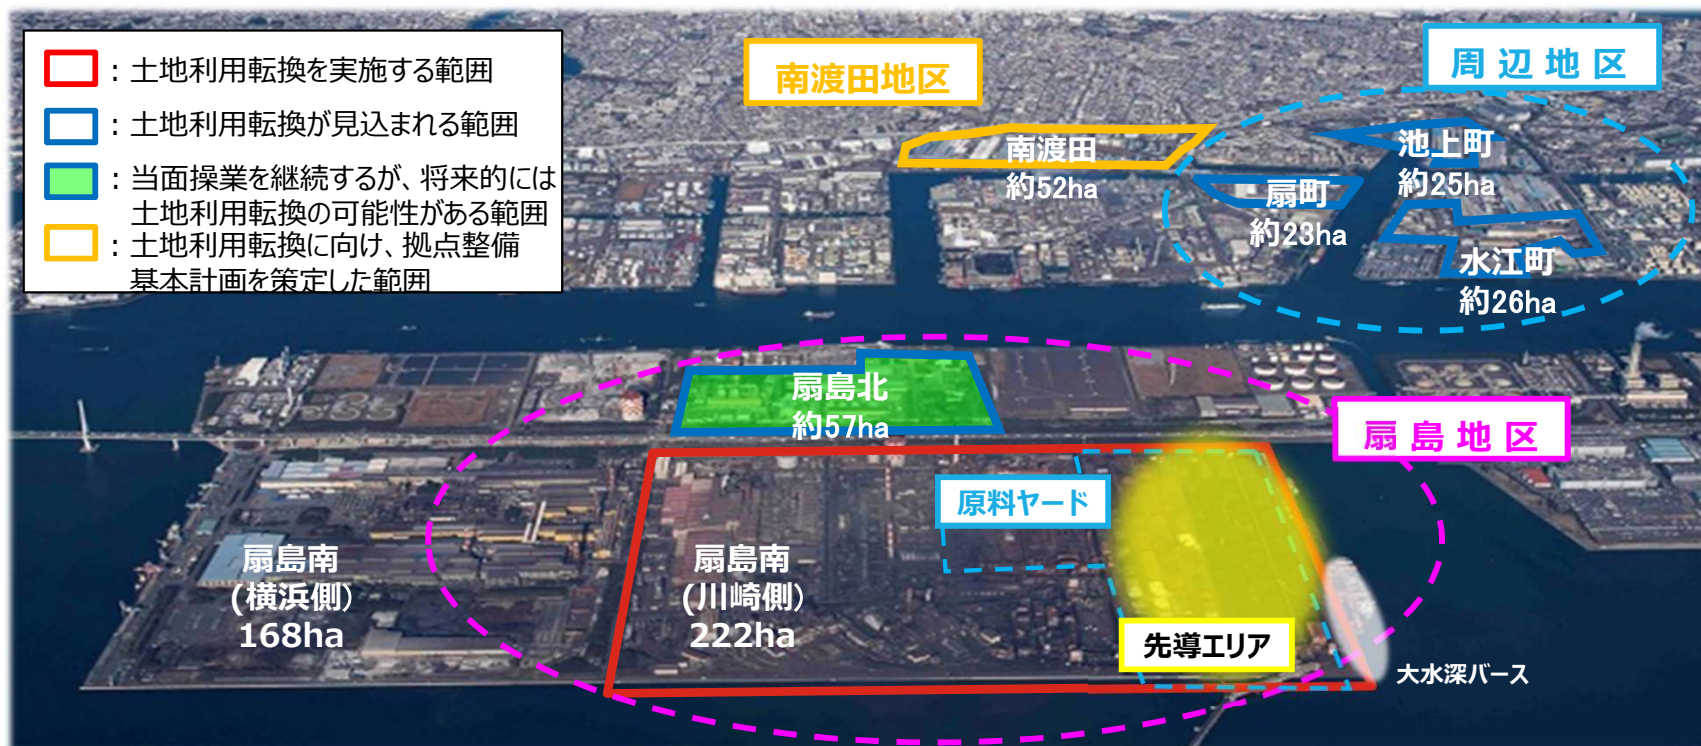 ：土地利用転換を実施する範囲
：土地利用転換が見込まれる範囲
：当面操業を継続するが、将来的には
土地利用転換の可能性がある範囲
：土地利用転換に向け、拠点整備
基本計画を策定した範囲
南渡田地区
周辺地区
南渡田
約52ha
池上町
約25ha
扇町
約23ha
水江町
約26ha
扇島北
約57ha
扇島地区
原料ヤード
扇島南
(横浜側)
168ha
扇島南
(川崎側)
222ha
先導エリア
大水深バース